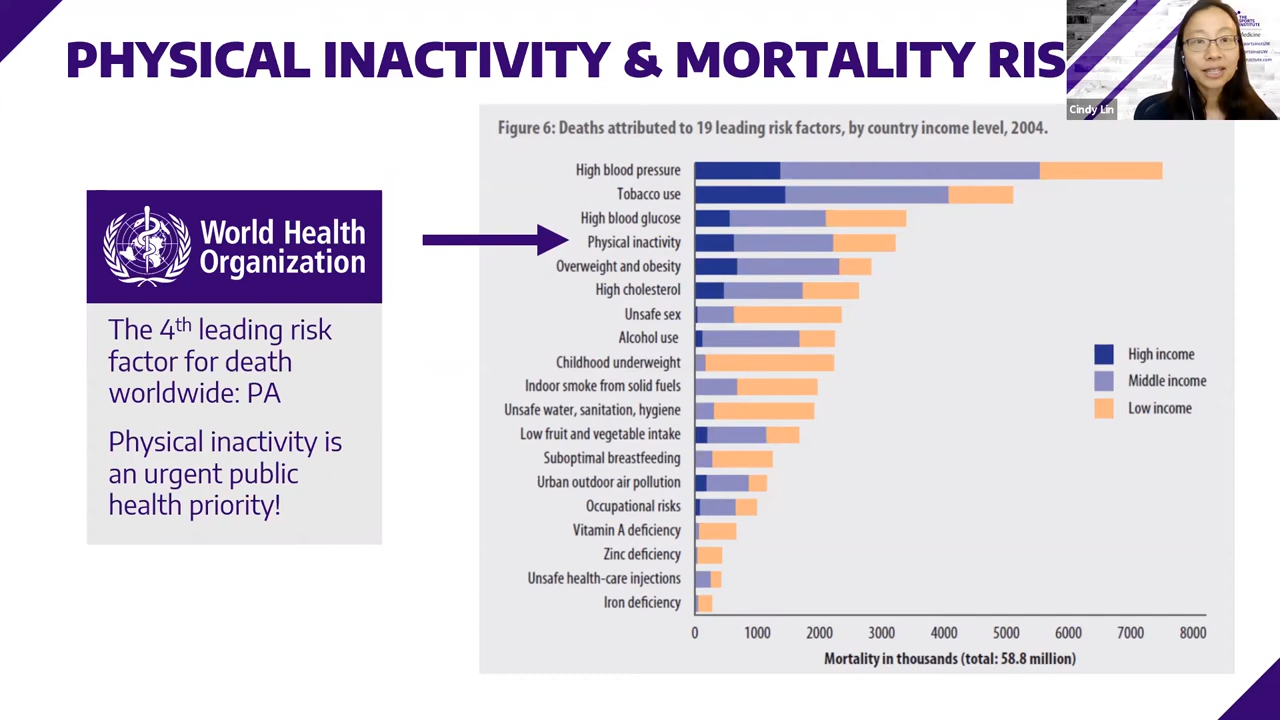 PHYSICAL INACTIVITY & MORTALITY RIS
THE
SPORTS
INSTITUTE
Medicine
Cindy Lin
World Health
Organization
The 4th leading risk
factor for death
worldwide: PA
Physical inactivity is
an urgent public
health priority!
Figure 6: Deaths attributed to 19 leading risk factors, by country income level, 2004.
High blood pressure
Tobacco use
High blood glucose
Physical inactivity
Overweight and obesity
High cholesterol
Unsafe sex
Alcohol use
Childhood underweight
Indoor smoke from solid fuels
Unsafe water, sanitation, hygiene
Low fruit and vegetable intake
Suboptimal breastfeeding
Urban outdoor air pollution
Occupational risks
Vitamin A deficiency
Zinc deficiency
Unsafe health-care injections
Iron deficiency
High income
Middle income
Low income
0 1000 2000 3000 4000 5000 6000 7000 8000
Mortality in thousands (total: 58.8 million)